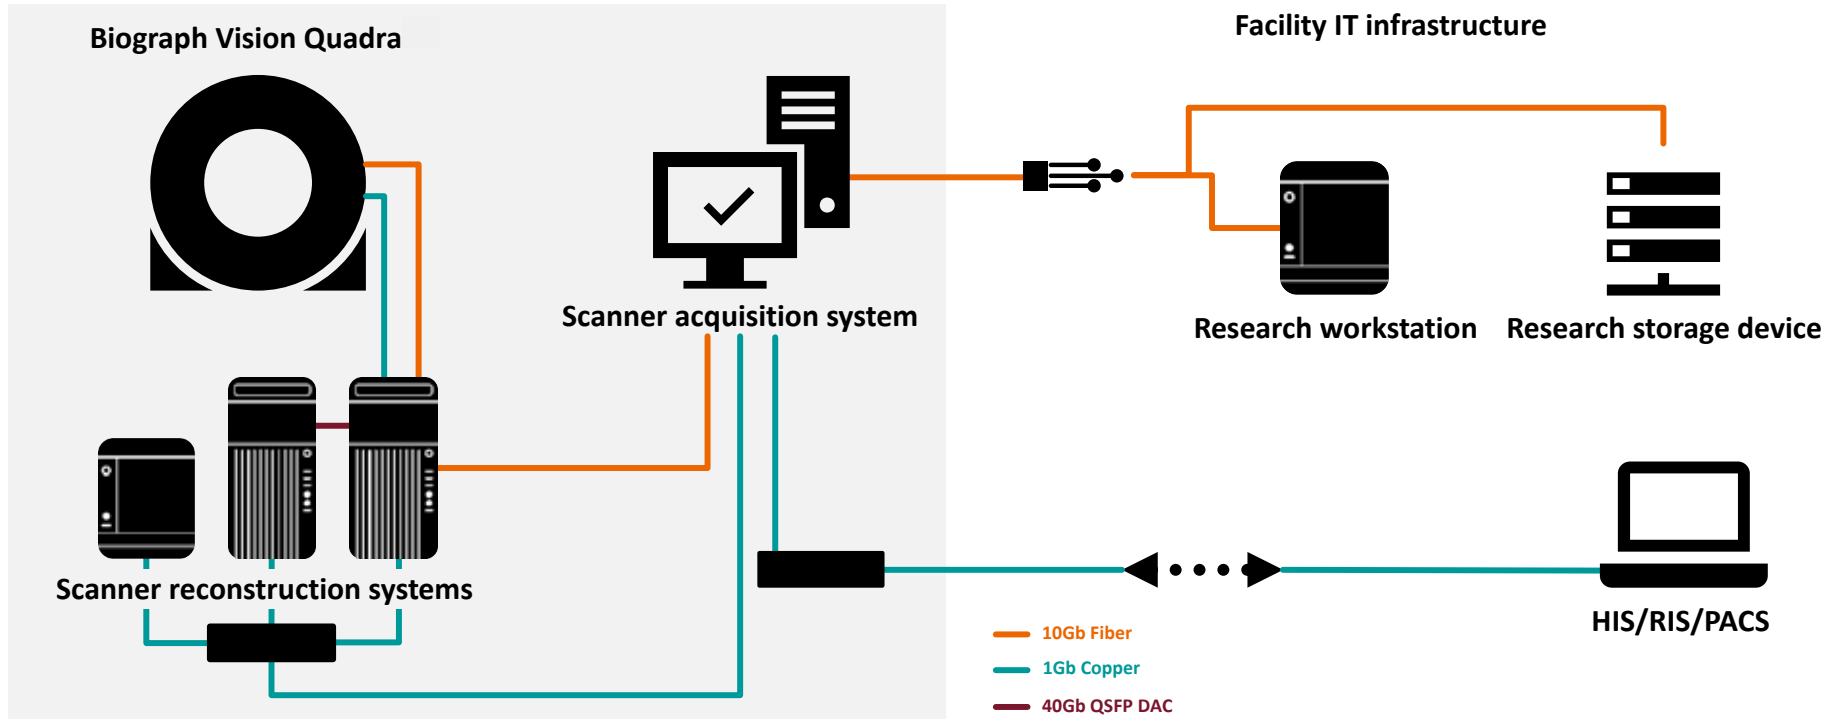 Biograph Vision Quadra
Facility IT infrastructure
Scanner acquisition system
Research workstation
Research storage device
Scanner reconstruction systems
HIS/RIS/PACS
10Gb Fiber
1Gb Copper
40Gb QSFP DAC